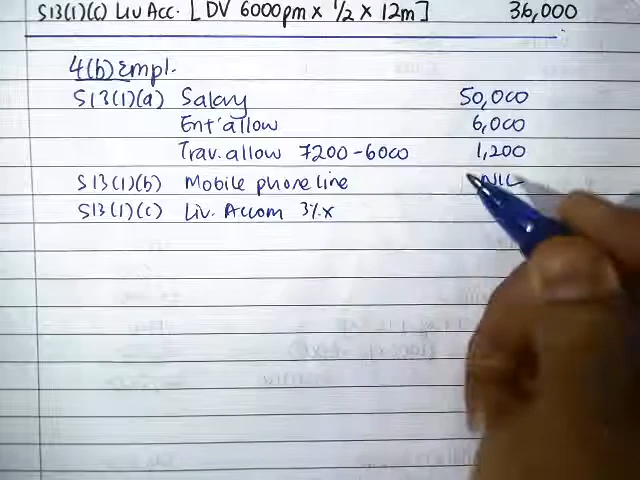 S13(1)(c) Liv Acc. [ DV 6000pm x 1/2 x 12m ] 36,000
4(b) Empl.
S13(1)(a) Salary 50,000
Ent' allow 6,000
Trav. allow 7200-6000 1,200
S13(1)(b) Mobile phone line NIL
S13(1)(c) Liv. Accom 3% x